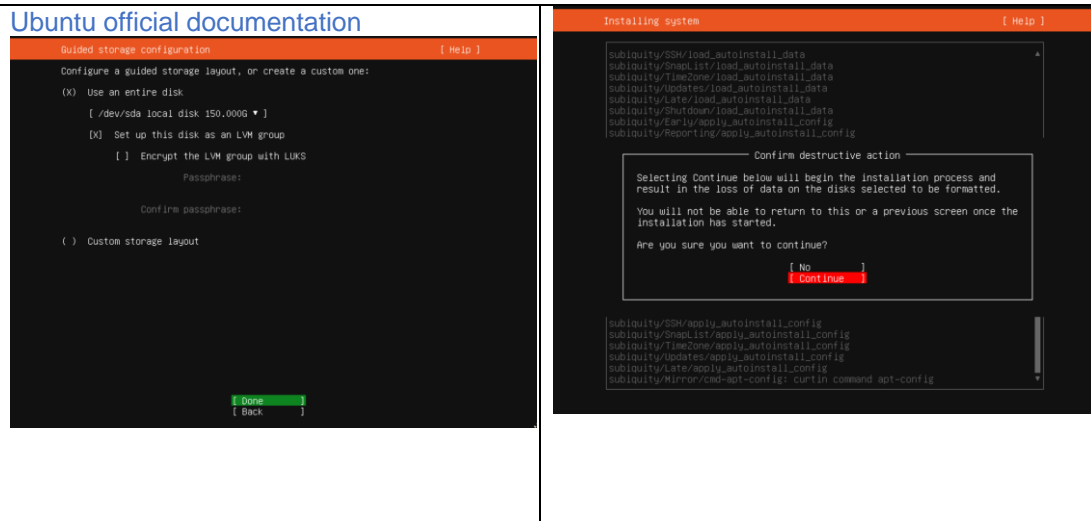 Ubuntu official documentation
Guided storage configuration [ Help ]
Configure a guided storage layout, or create a custom one:
(X) Use an entire disk
[ /dev/sda local disk 150.000G ▾ ]
[X] Set up this disk as an LVM group
[ ] Encrypt the LVM group with LUKS
Passphrase:
Confirm passphrase:
( ) Custom storage layout
[ Done ]
[ Back ]
Installing system [ Help ]
subiquity/SSH/load_autoinstall_data
subiquity/SnapList/load_autoinstall_data
subiquity/TimeZone/load_autoinstall_data
subiquity/Updates/load_autoinstall_data
subiquity/Late/load_autoinstall_data
subiquity/Shutdown/load_autoinstall_data
subiquity/Early/apply_autoinstall_config
subiquity/Reporting/apply_autoinstall_config
Confirm destructive action
Selecting Continue below will begin the installation process and
result in the loss of data on the disks selected to be formatted.
You will not be able to return to this or a previous screen once the
installation has started.
Are you sure you want to continue?
[ No ]
[ Continue ]
subiquity/SSH/apply_autoinstall_config
subiquity/SnapList/apply_autoinstall_config
subiquity/TimeZone/apply_autoinstall_config
subiquity/Updates/apply_autoinstall_config
subiquity/Late/apply_autoinstall_config
subiquity/Mirror/cmd-apt-config: curtin command apt-config